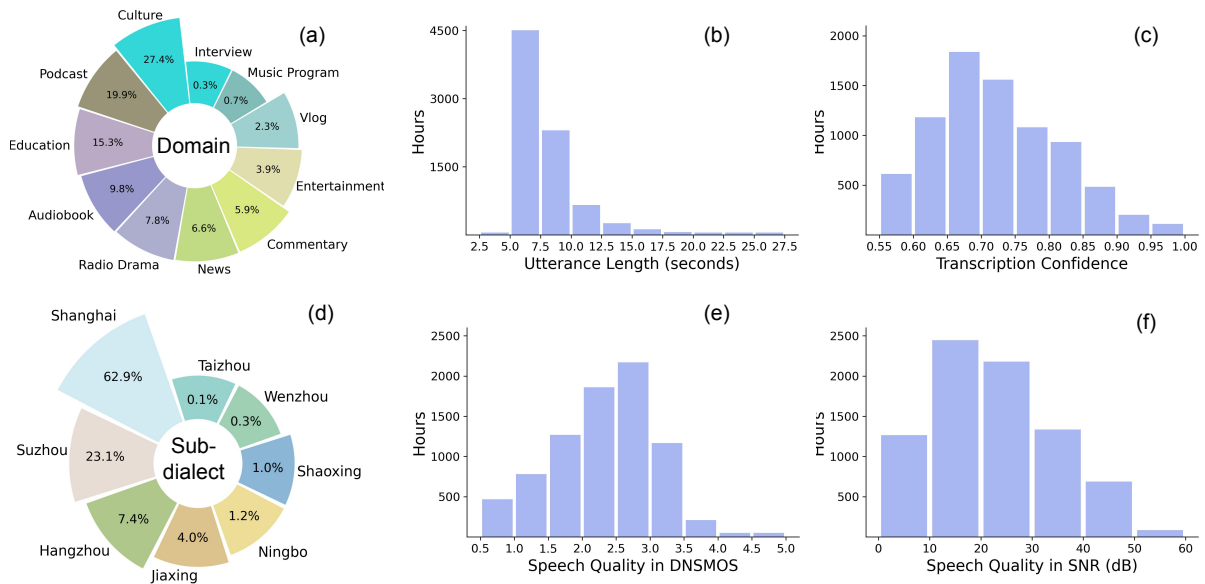 (a)
Culture
27.4%
Interview
0.3%
Music Program
0.7%
Vlog
2.3%
Entertainment
3.9%
Commentary
5.9%
News
6.6%
Radio Drama
7.8%
Audiobook
9.8%
Education
15.3%
Podcast
19.9%
Domain
(b)
Hours
4500
3000
1500
2.5 5.0 7.5 10.0 12.5 15.0 17.5 20.0 22.5 25.0 27.5
Utterance Length (seconds)
(c)
Hours
2000
1500
1000
500
0.55 0.60 0.65 0.70 0.75 0.80 0.85 0.90 0.95 1.00
Transcription Confidence
(d)
Shanghai
62.9%
Taizhou
0.1%
Wenzhou
0.3%
Shaoxing
1.0%
Ningbo
1.2%
Jiaxing
4.0%
Hangzhou
7.4%
Suzhou
23.1%
Sub-
dialect
(e)
Hours
2500
2000
1500
1000
500
0.5 1.0 1.5 2.0 2.5 3.0 3.5 4.0 4.5 5.0
Speech Quality in DNSMOS
(f)
Hours
2500
2000
1500
1000
500
0 10 20 30 40 50 60
Speech Quality in SNR (dB)